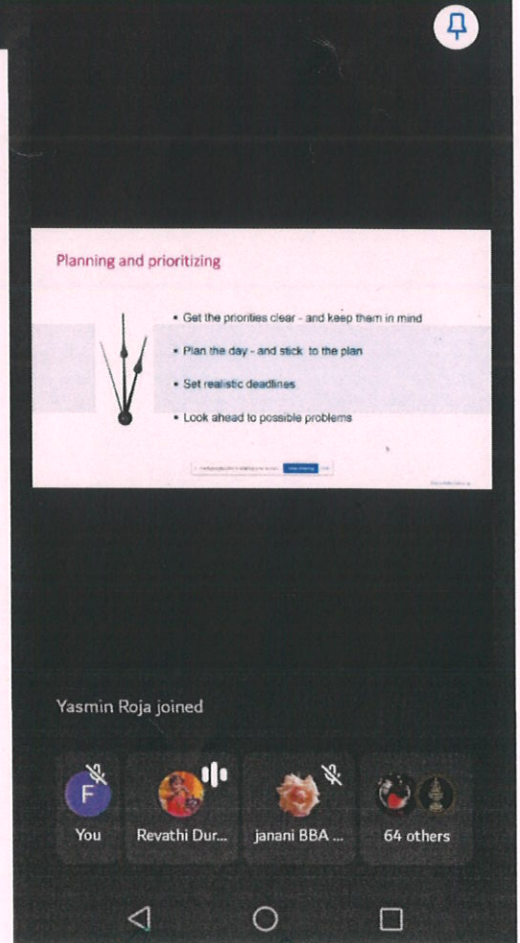 Planning and prioritizing
• Get the priorities clear - and keep them in mind
• Plan the day - and stick to the plan
• Set realistic deadlines
• Look ahead to possible problems
Yasmin Roja joined
F
You
Revathi Dur...
janani BBA ...
64 others